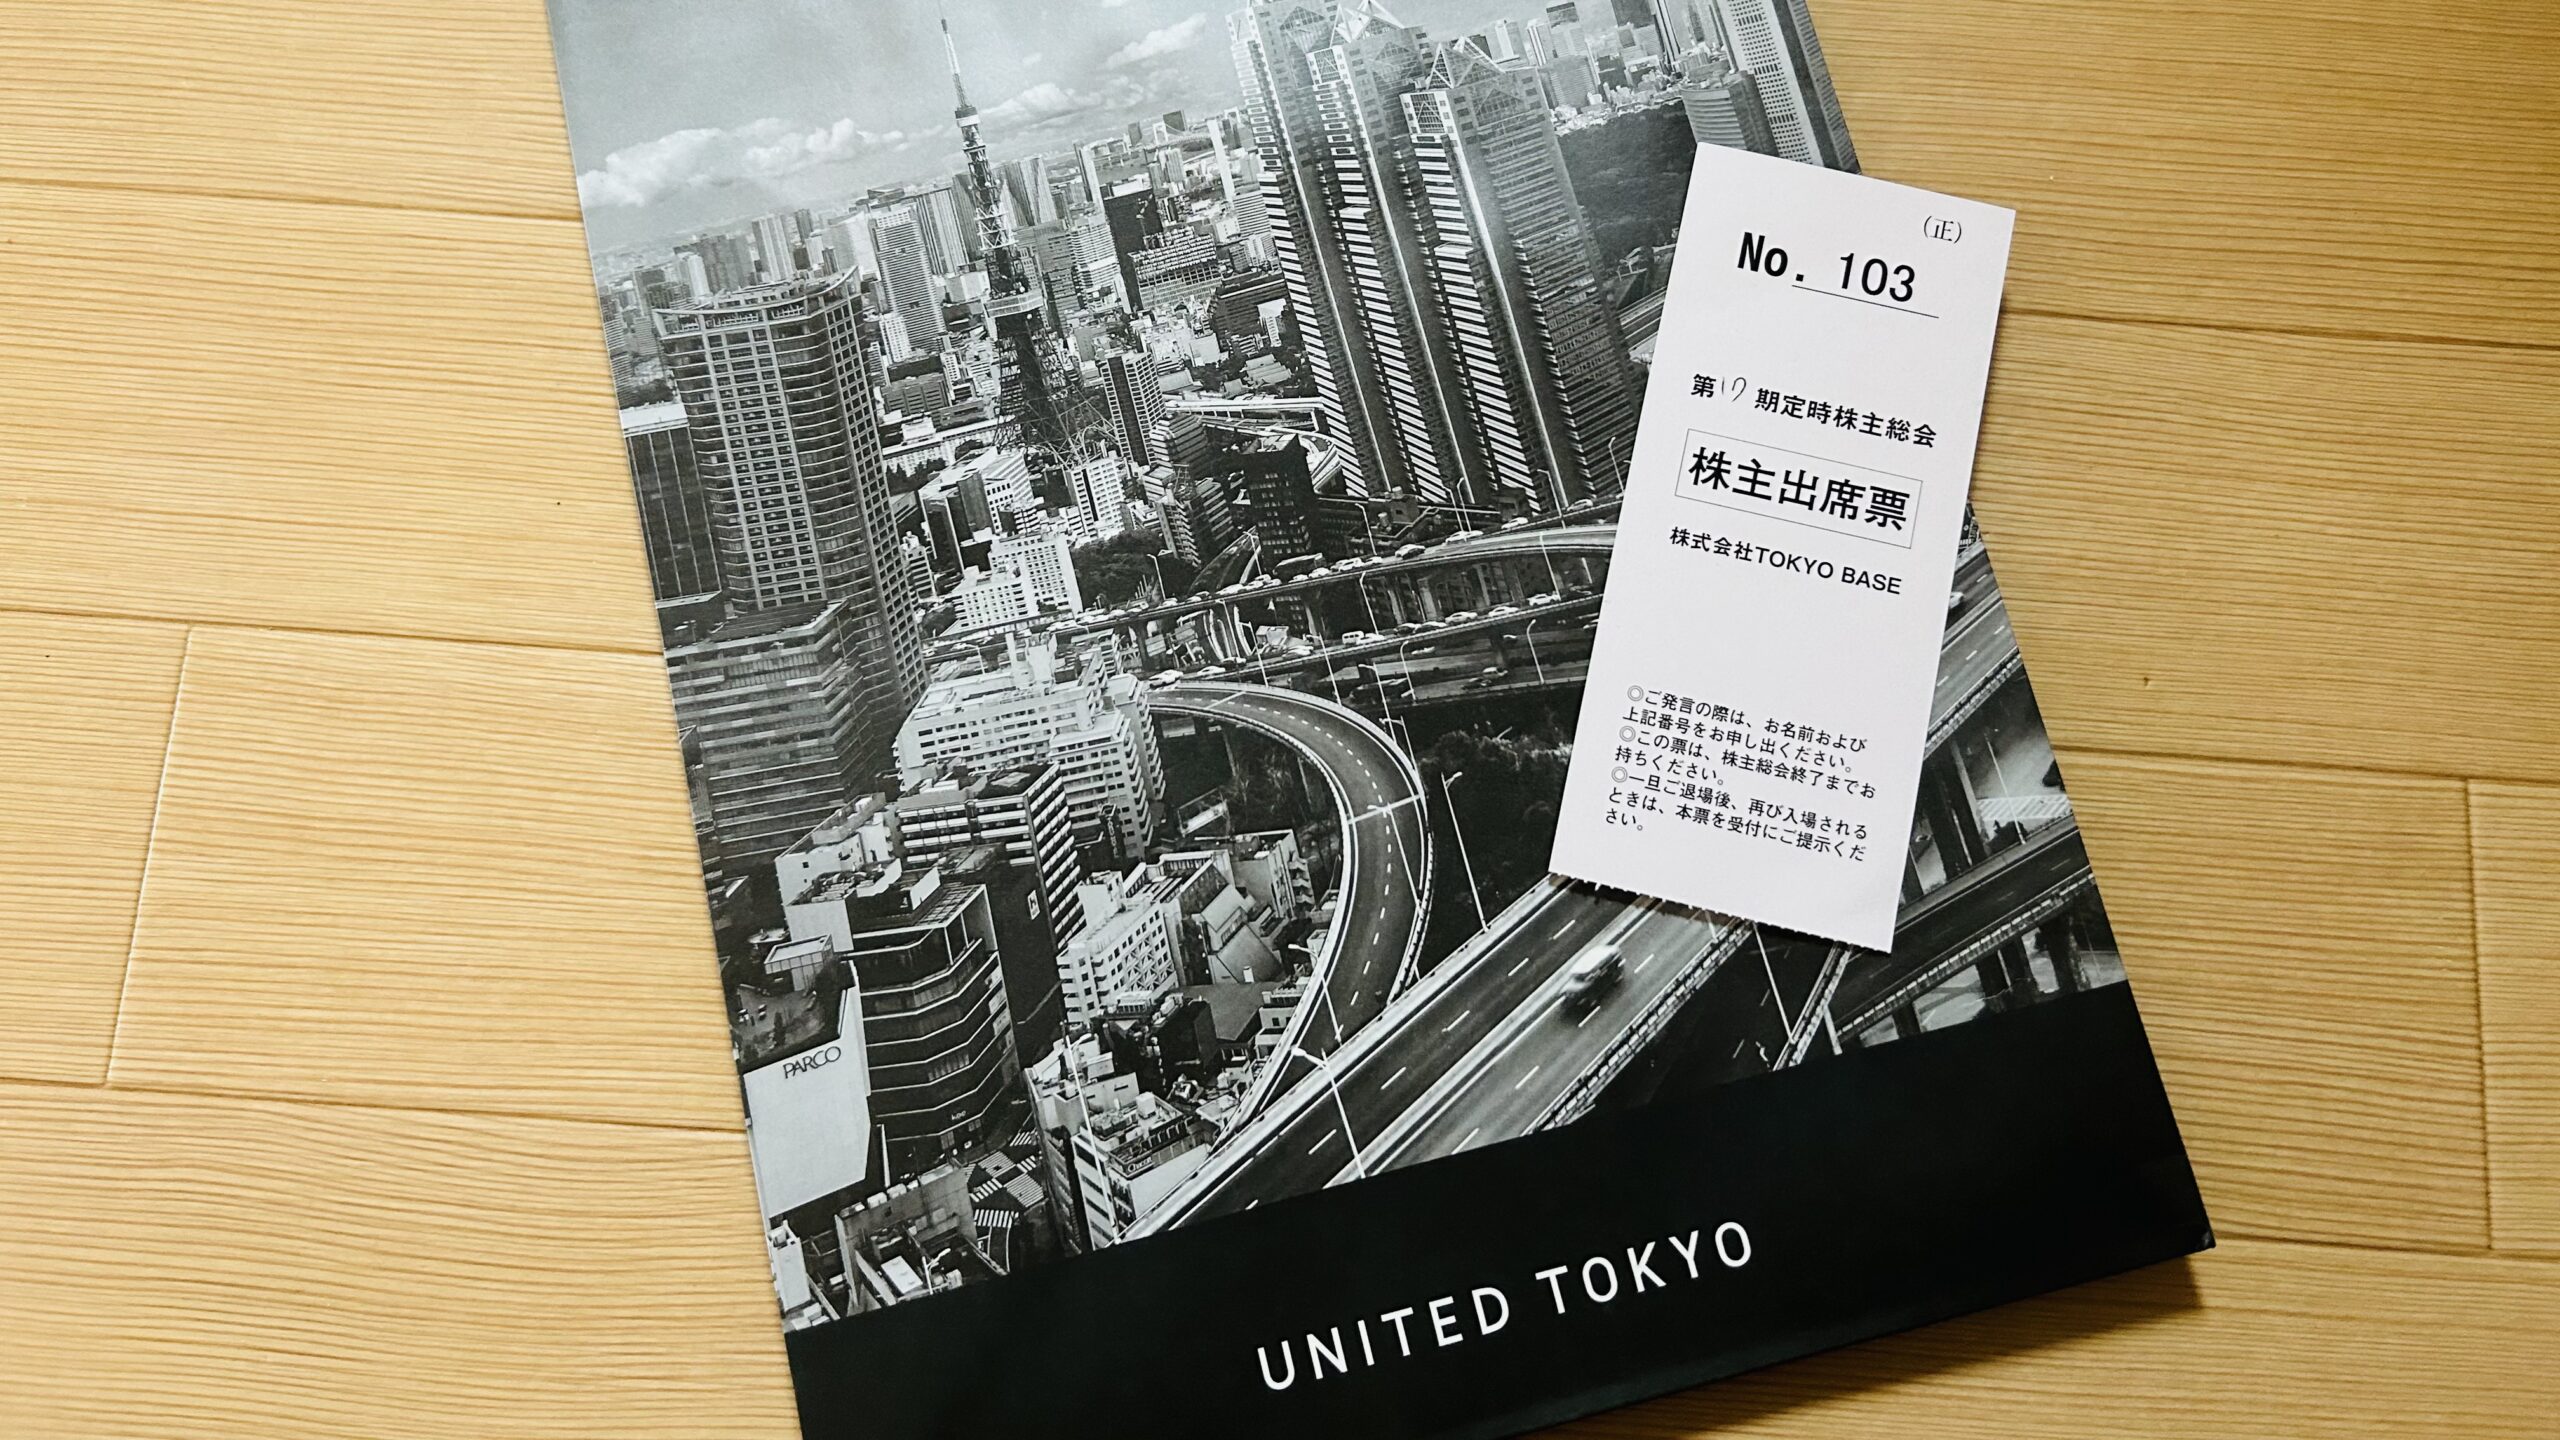 （正）
No. 103
第17期定時株主総会
株主出席票
株式会社TOKYO BASE
◎ご発言の際は、お名前および
上記番号をお申し出ください。
◎この票は、株主総会終了までお
持ちください。
◎一旦ご退場後、再び入場される
ときは、本票を受付にご提示くだ
さい。
PARCO
UNITED TOKYO